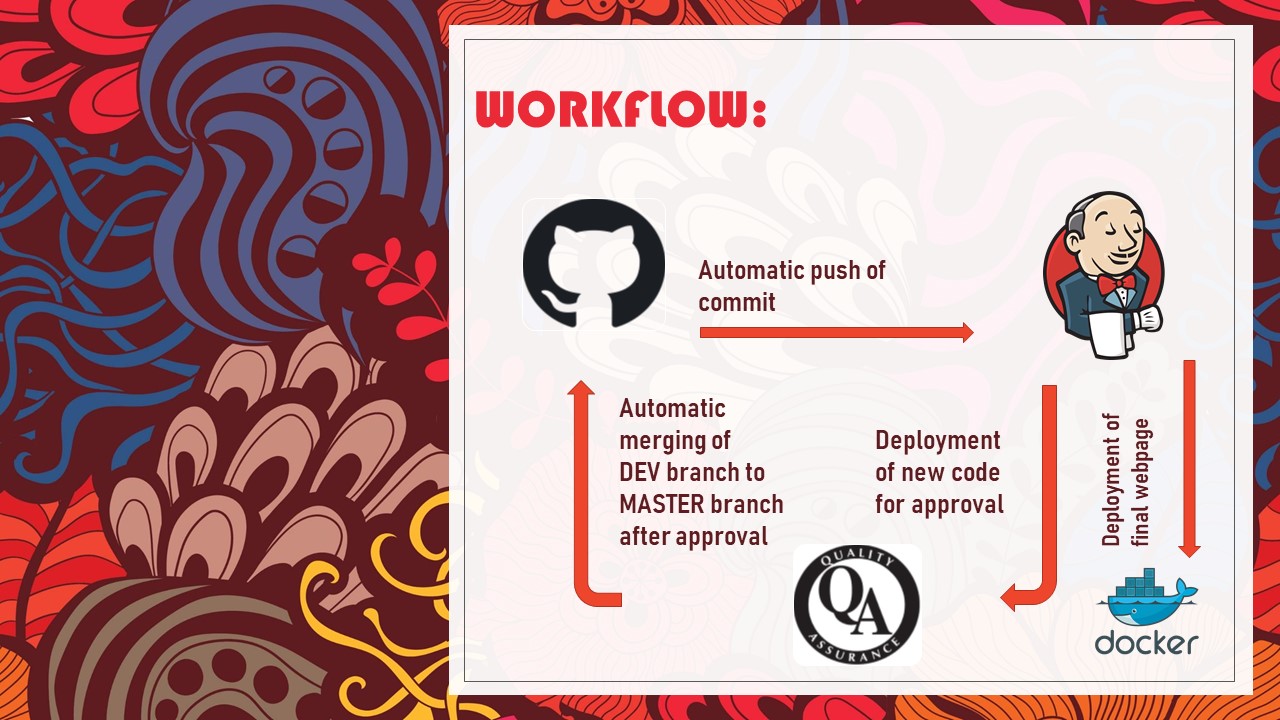 WORKFLOW:
Automatic push of
commit
Automatic
merging of
DEV branch to
MASTER branch
after approval
Deployment
of new code
for approval
Deployment of
final webpage
QUALITY
QA
ASSURANCE
docker